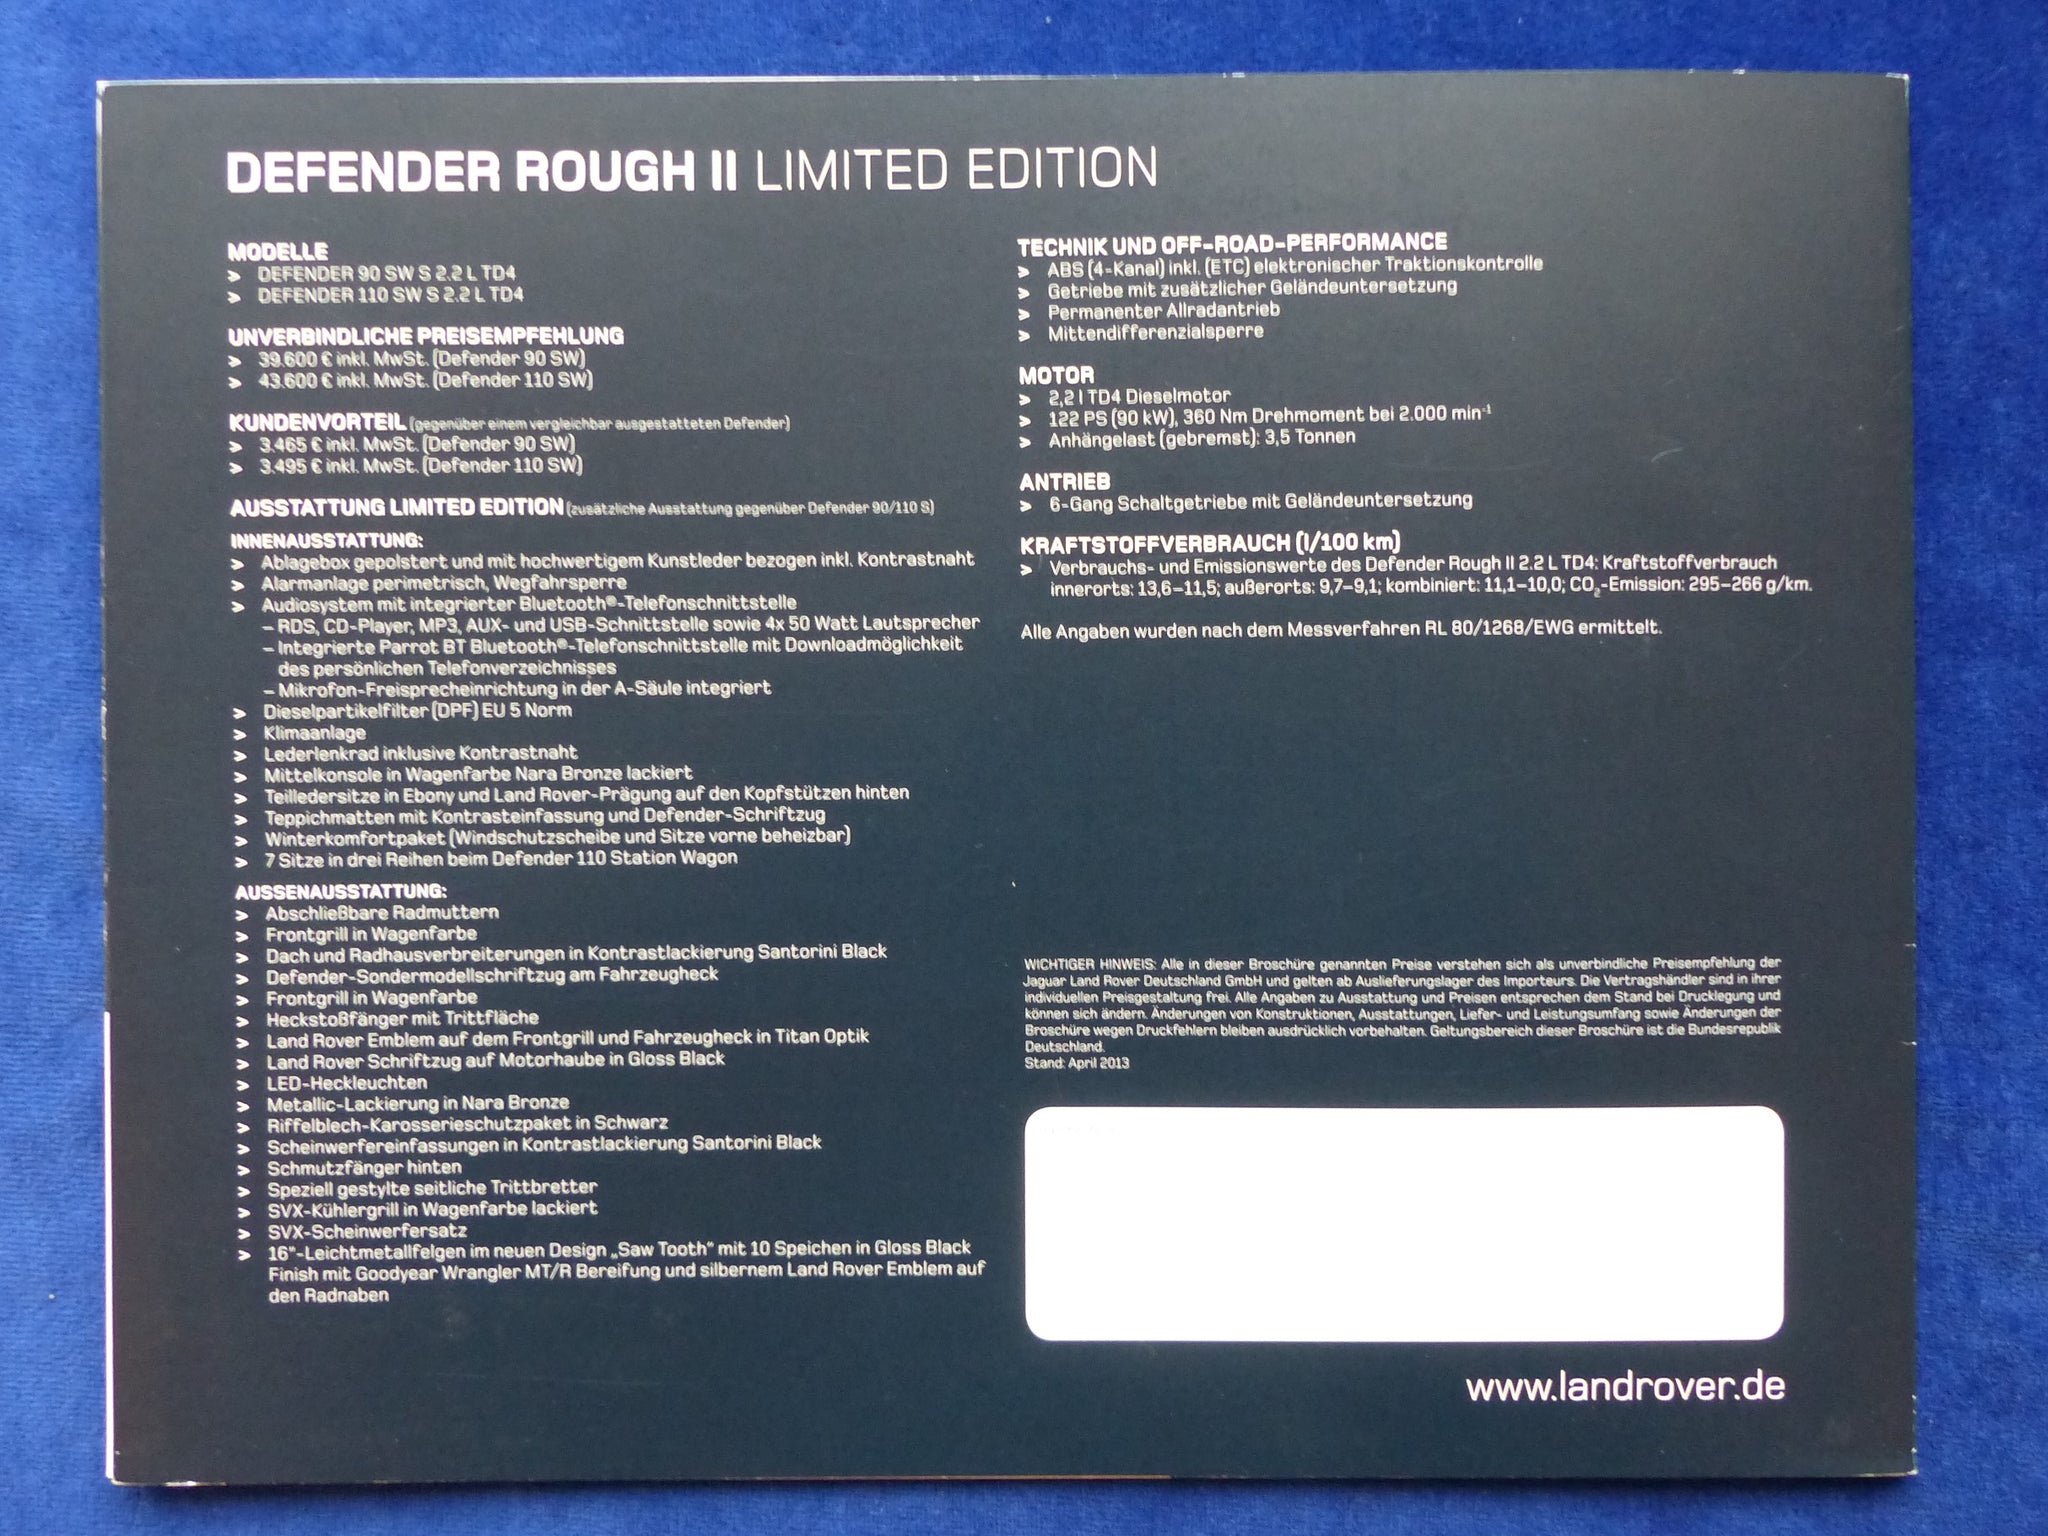 DEFENDER ROUGH II LIMITED EDITION
MODELLE
> DEFENDER 90 SW S 2.2 L TD4
> DEFENDER 110 SW S 2.2 L TD4
UNVERBINDLICHE PREISEMPFEHLUNG
> 39.600 € inkl. MwSt. (Defender 90 SW)
> 43.600 € inkl. MwSt. (Defender 110 SW)
KUNDENVORTEIL (gegenüber einem vergleichbar ausgestatteten Defender)
> 3.465 € inkl. MwSt. (Defender 90 SW)
> 3.495 € inkl. MwSt. (Defender 110 SW)
AUSSTATTUNG LIMITED EDITION (zusätzliche Ausstattung gegenüber Defender 90/110 S)
INNENAUSSTATTUNG:
> Ablagebox gepolstert und mit hochwertigem Kunstleder bezogen inkl. Kontrastnaht
> Alarmanlage perimetrisch, Wegfahrsperre
> Audiosystem mit integrierter Bluetooth®-Telefonschnittstelle
– RDS, CD-Player, MP3, AUX- und USB-Schnittstelle sowie 4x 50 Watt Lautsprecher
– Integrierte Parrot BT Bluetooth®-Telefonschnittstelle mit Downloadmöglichkeit
des persönlichen Telefonverzeichnisses
– Mikrofon-Freisprecheinrichtung in der A-Säule integriert
> Dieselpartikelfilter (DPF) EU 5 Norm
> Klimaanlage
> Lederlenkrad inklusive Kontrastnaht
> Mittelkonsole in Wagenfarbe Nara Bronze lackiert
> Teilledersitze in Ebony und Land Rover-Prägung auf den Kopfstützen hinten
> Teppichmatten mit Kontrasteinfassung und Defender-Schriftzug
> Winterkomfortpaket (Windschutzscheibe und Sitze vorne beheizbar)
> 7 Sitze in drei Reihen beim Defender 110 Station Wagon
AUSSENAUSSTATTUNG:
> Abschließbare Radmuttern
> Frontgrill in Wagenfarbe
> Dach und Radhausverbreiterungen in Kontrastlackierung Santorini Black
> Defender-Sondermodellschriftzug am Fahrzeugheck
> Frontgrill in Wagenfarbe
> Heckstoßfänger mit Trittfläche
> Land Rover Emblem auf dem Frontgrill und Fahrzeugheck in Titan Optik
> Land Rover Schriftzug auf Motorhaube in Gloss Black
> LED-Heckleuchten
> Metallic-Lackierung in Nara Bronze
> Riffelblech-Karosserieschutzpaket in Schwarz
> Scheinwerfereinfassungen in Kontrastlackierung Santorini Black
> Schmutzfänger hinten
> Speziell gestylte seitliche Trittbretter
> SVX-Kühlergrill in Wagenfarbe lackiert
> SVX-Scheinwerfersatz
> 16"-Leichtmetallfelgen im neuen Design „Saw Tooth“ mit 10 Speichen in Gloss Black
Finish mit Goodyear Wrangler MT/R Bereifung und silbernem Land Rover Emblem auf
den Radnaben
TECHNIK UND OFF-ROAD-PERFORMANCE
> ABS (4-Kanal) inkl. (ETC) elektronischer Traktionskontrolle
> Getriebe mit zusätzlicher Geländeuntersetzung
> Permanenter Allradantrieb
> Mittendifferenzialsperre
MOTOR
> 2,2 l TD4 Dieselmotor
> 122 PS (90 kW), 360 Nm Drehmoment bei 2.000 min⁻¹
> Anhängelast (gebremst): 3,5 Tonnen
ANTRIEB
> 6-Gang Schaltgetriebe mit Geländeuntersetzung
KRAFTSTOFFVERBRAUCH (l/100 km)
> Verbrauchs- und Emissionswerte des Defender Rough II 2.2 L TD4: Kraftstoffverbrauch
innerorts: 13,6–11,5; außerorts: 9,7–9,1; kombiniert: 11,1–10,0; CO₂-Emission: 295–266 g/km.
Alle Angaben wurden nach dem Messverfahren RL 80/1268/EWG ermittelt.
WICHTIGER HINWEIS: Alle in dieser Broschüre genannten Preise verstehen sich als unverbindliche Preisempfehlung der
Jaguar Land Rover Deutschland GmbH und gelten ab Auslieferungslager des Importeurs. Die Vertragshändler sind in ihrer
individuellen Preisgestaltung frei. Alle Angaben zu Ausstattung und Preisen entsprechen dem Stand bei Drucklegung und
können sich ändern. Änderungen von Konstruktionen, Ausstattungen, Liefer- und Leistungsumfang sowie Änderungen der
Broschüre wegen Druckfehlern bleiben ausdrücklich vorbehalten. Geltungsbereich dieser Broschüre ist die Bundesrepublik
Deutschland.
Stand: April 2013
www.landrover.de